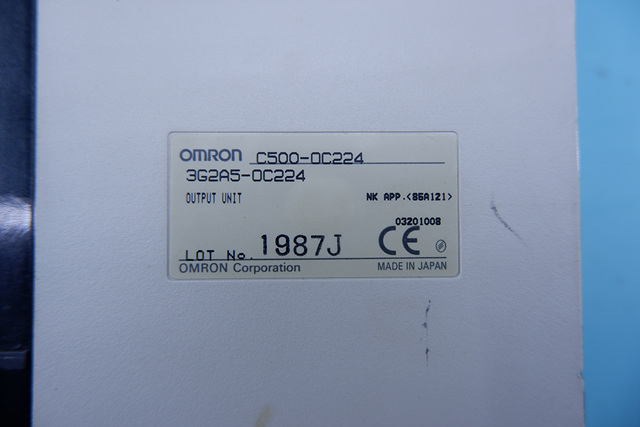 OMRON C500-OC224
3G2A5-OC224
OUTPUT UNIT NK APP.<86A121>
03201008
LOT No. 1987J CE
OMRON Corporation MADE IN JAPAN